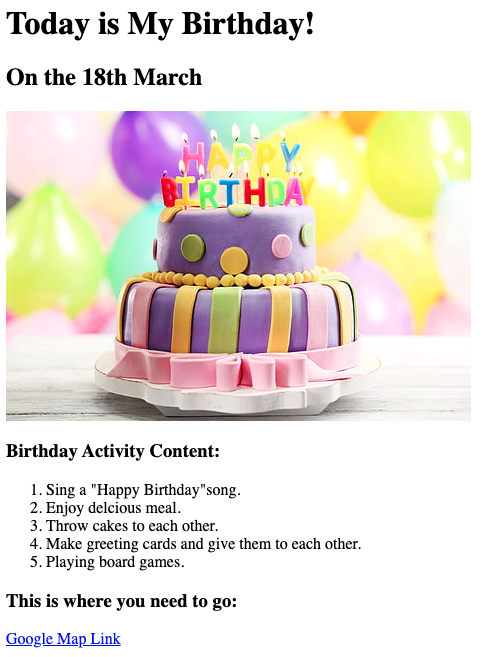 Today is My Birthday!
On the 18th March
HAPPY
BIRTHDAY
Birthday Activity Content:
1. Sing a "Happy Birthday"song.
2. Enjoy delcious meal.
3. Throw cakes to each other.
4. Make greeting cards and give them to each other.
5. Playing board games.
This is where you need to go:
Google Map Link